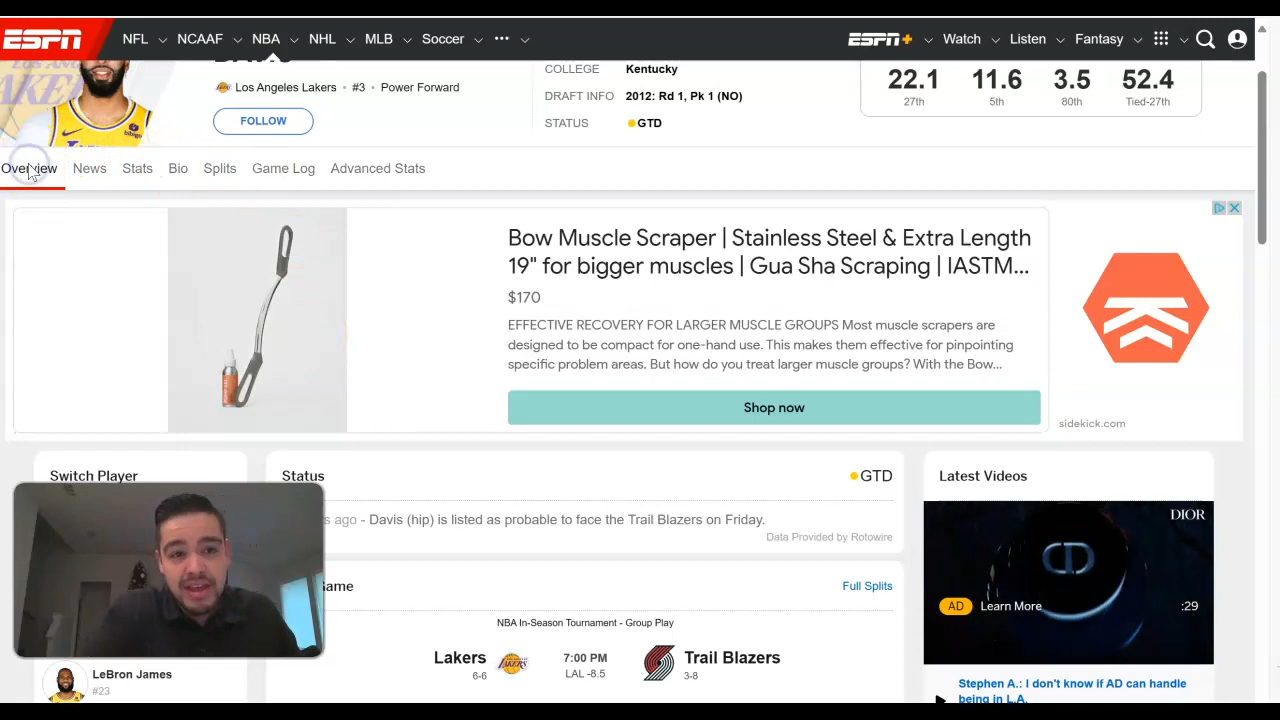 ESPN
NFL
NCAAF
NBA
NHL
MLB
Soccer
•••
ESPN+
Watch
Listen
Fantasy
Los Angeles Lakers • #3 • Power Forward
FOLLOW
COLLEGE Kentucky
DRAFT INFO 2012: Rd 1, Pk 1 (NO)
STATUS GTD
22.1 11.6 3.5 52.4
27th 5th 80th Tied-27th
Overview News Stats Bio Splits Game Log Advanced Stats
Bow Muscle Scraper | Stainless Steel & Extra Length
19" for bigger muscles | Gua Sha Scraping | IASTM...
$170
EFFECTIVE RECOVERY FOR LARGER MUSCLE GROUPS Most muscle scrapers are
designed to be compact for one-hand use. This makes them effective for pinpointing
specific problem areas. But how do you treat larger muscle groups? With the Bow...
Shop now
sidekick.com
Switch Player
LeBron James
#23
Status
GTD
ago - Davis (hip) is listed as probable to face the Trail Blazers on Friday.
Data Provided by Rotowire
Game
Full Splits
NBA In-Season Tournament - Group Play
Lakers
6-6
7:00 PM
LAL -8.5
Trail Blazers
3-8
Latest Videos
DIOR
AD Learn More :29
Stephen A.: I don't know if AD can handle
being in L.A.